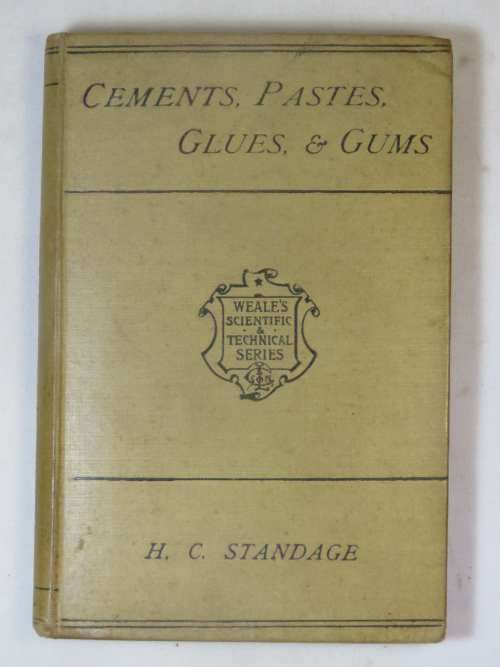 CEMENTS, PASTES,
GLUES, & GUMS
WEALE'S
SCIENTIFIC
&
TECHNICAL
SERIES
H. C. STANDAGE